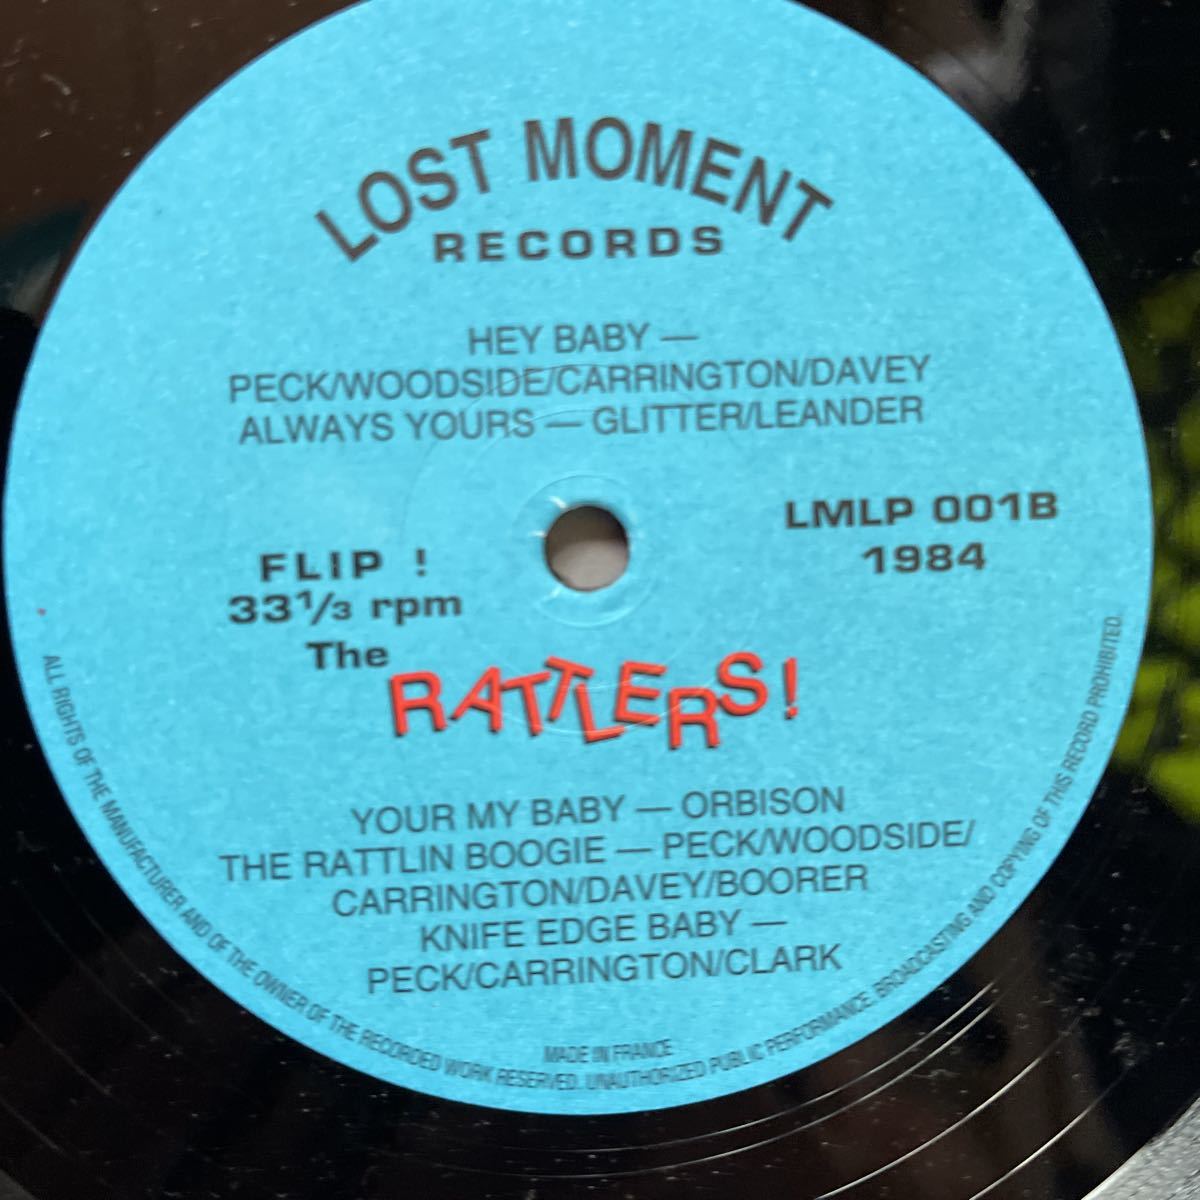 LOST MOMENT
RECORDS
HEY BABY —
PECK/WOODSIDE/CARRINGTON/DAVEY
ALWAYS YOURS — GLITTER/LEANDER
LMLP 001B
1984
FLIP !
33 1/3 rpm
The
RATTLERS!
YOUR MY BABY — ORBISON
THE RATTLIN BOOGIE — PECK/WOODSIDE/
CARRINGTON/DAVEY/BOORER
KNIFE EDGE BABY —
PECK/CARRINGTON/CLARK
MADE IN FRANCE
ALL RIGHTS OF THE MANUFACTURER AND OF THE OWNER OF THE RECORDED WORK RESERVED. UNAUTHORIZED PUBLIC PERFORMANCE. BROADCASTING AND COPYING OF THIS RECORD PROHIBITED.